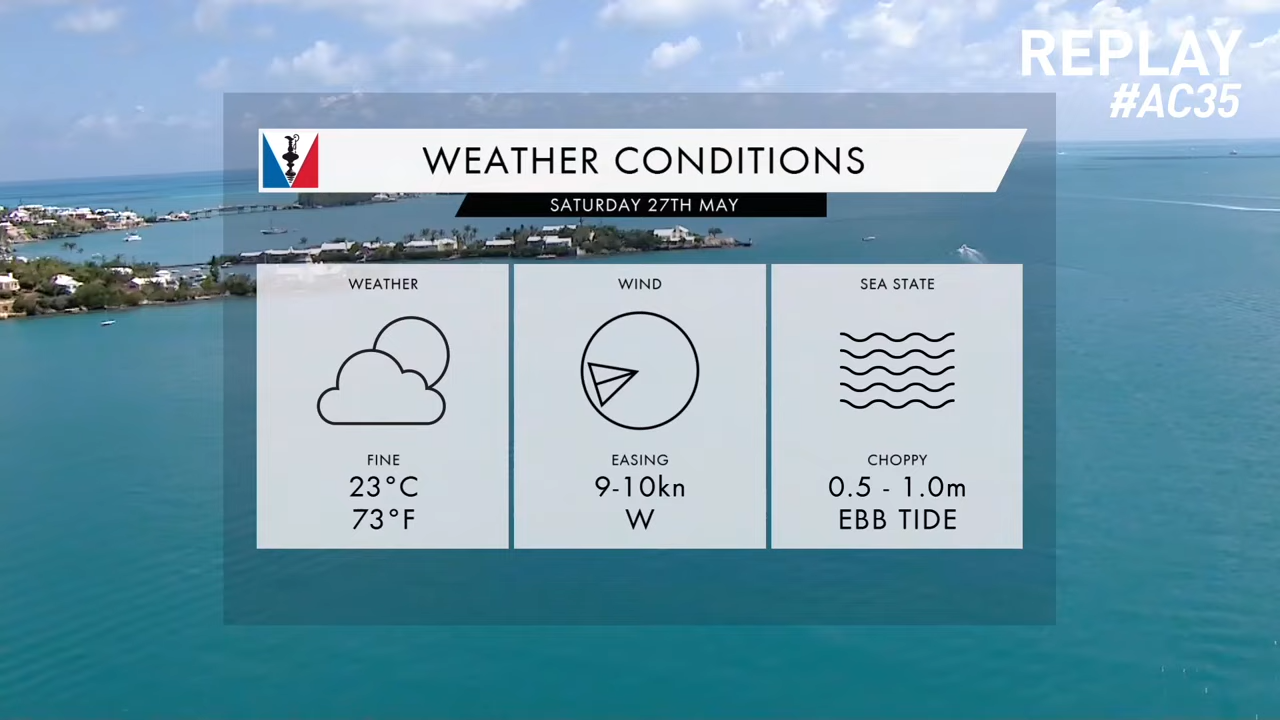 REPLAY
#AC35
WEATHER CONDITIONS
SATURDAY 27TH MAY
WEATHER
FINE
23°C
73°F
WIND
EASING
9-10kn
W
SEA STATE
CHOPPY
0.5 - 1.0m
EBB TIDE